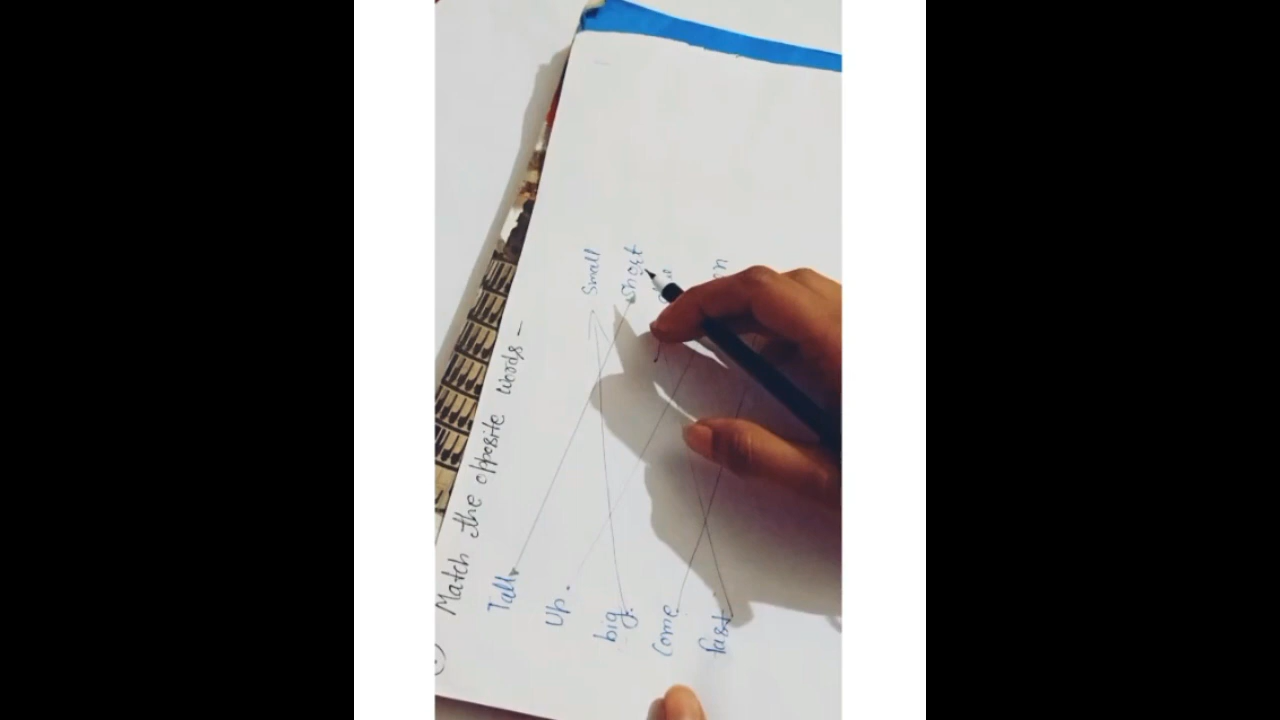 Match the opposite words -
Tall
Small
Up.
Short
big.
Come
fast